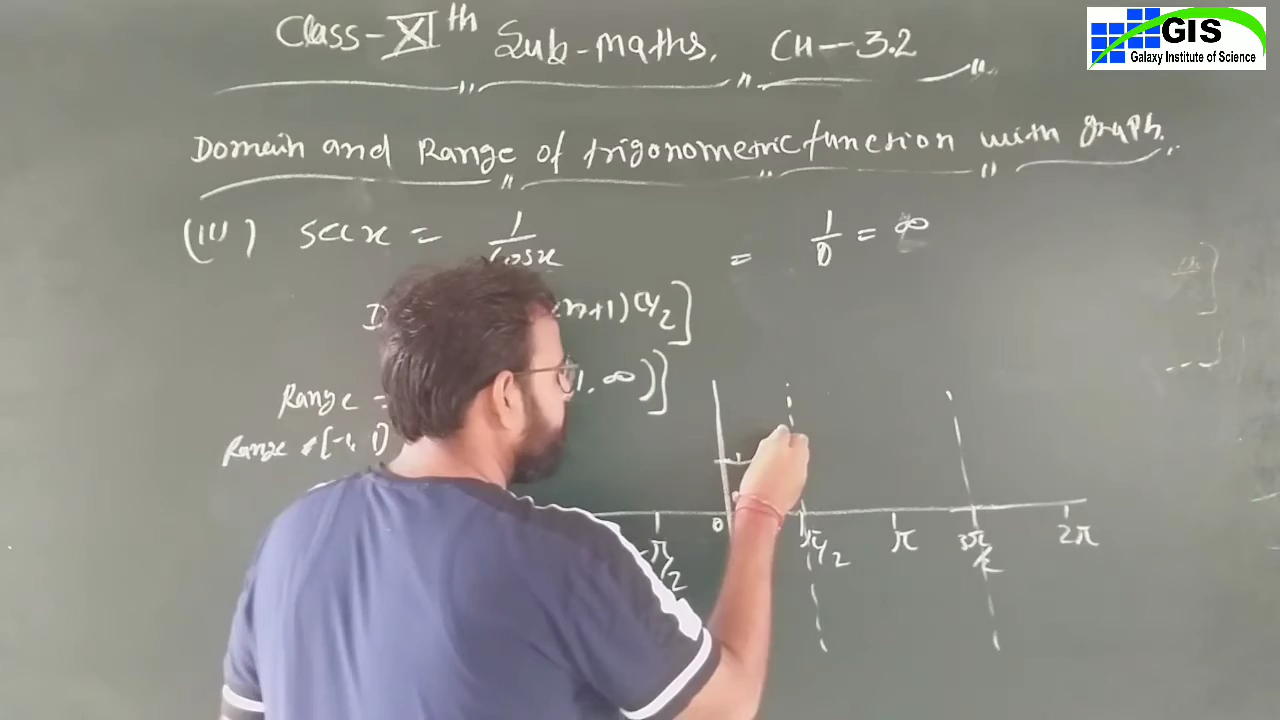 Class-XIth Sub-Maths. CH-3.2
GIS
Galaxy Institute of Science
Domain and Range of trigonometric function with graph.
(III) secx = 1/cosx = 1/0 = ∞
n+1)π/2]
Range =
1, ∞)]
Range [-1, 1)
0
-π/2
π/2
π
3π/2
2π